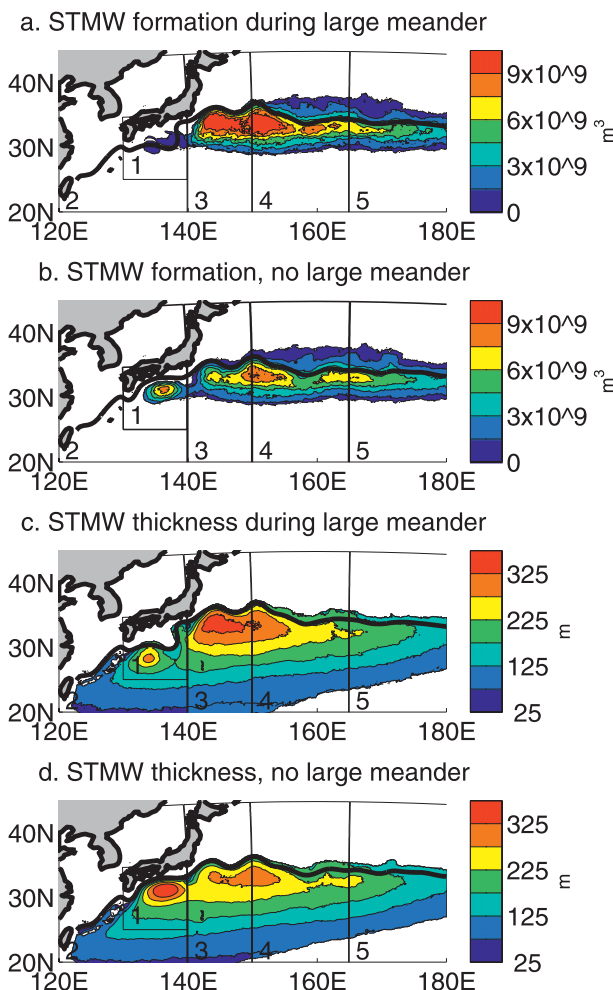 a. STMW formation during large meander
40N
30N
20N
120E 140E 160E 180E
1
2 3 4 5
9x10^9
6x10^9
3x10^9
0
m³
b. STMW formation, no large meander
40N
30N
20N
120E 140E 160E 180E
1
2 3 4 5
9x10^9
6x10^9
3x10^9
0
m³
c. STMW thickness during large meander
40N
30N
20N
120E 140E 160E 180E
1
2 3 4 5
325
225
125
25
m
d. STMW thickness, no large meander
40N
30N
20N
120E 140E 160E 180E
1
2 3 4 5
325
225
125
25
m